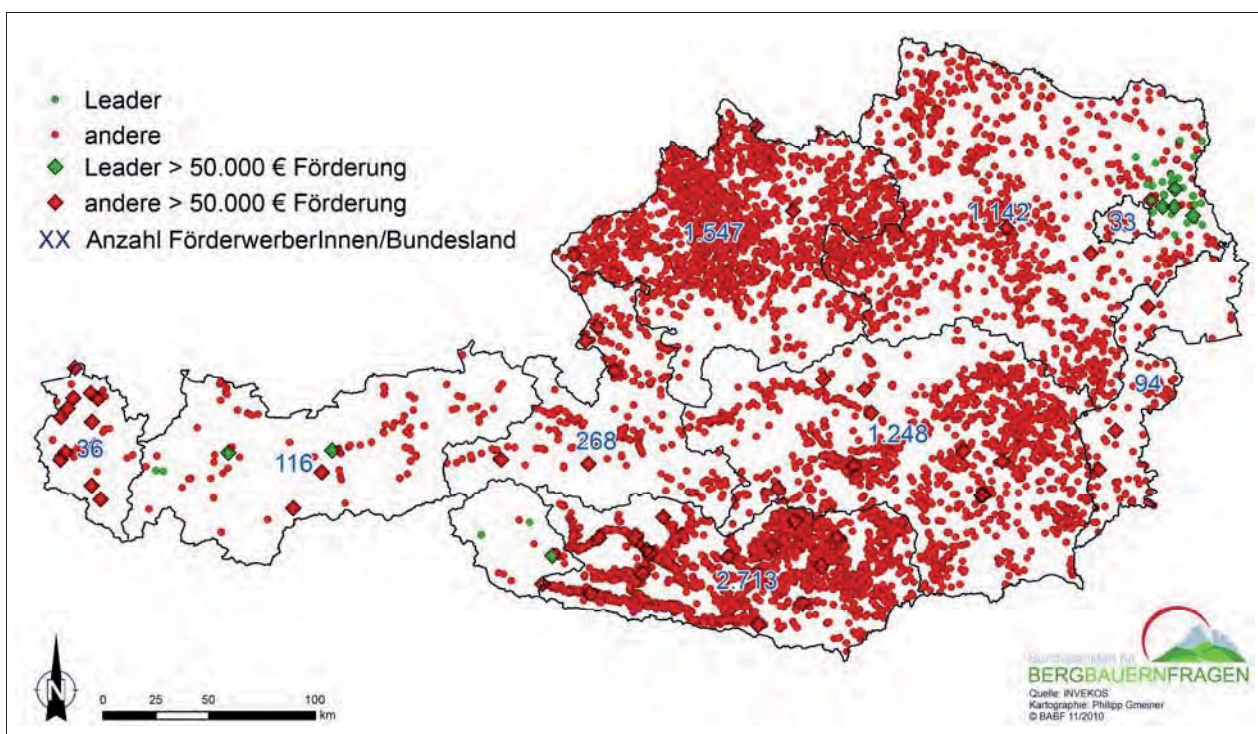 Leader
andere
Leader > 50.000 € Förderung
andere > 50.000 € Förderung
XX Anzahl FörderwerberInnen/Bundesland
1.547
1.142
33
94
36
116
268
1.248
2.713
N
0 25 50 100
km
Bundesanstalt für
BERGBAUERNFRAGEN
Quelle: INVEKOS
Kartographie: Philipp Gmeiner
© BABF 11/2010